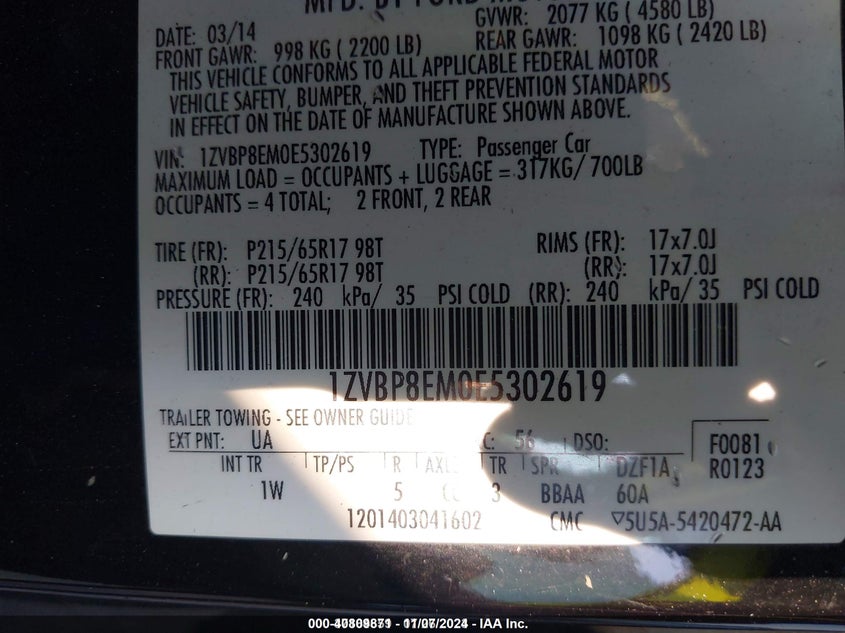 MFD. BY FORD MOTOR
DATE: 03/14 GVWR: 2077 KG ( 4580 LB)
FRONT GAWR: 998 KG ( 2200 LB) REAR GAWR: 1098 KG ( 2420 LB)
THIS VEHICLE CONFORMS TO ALL APPLICABLE FEDERAL MOTOR
VEHICLE SAFETY, BUMPER, AND THEFT PREVENTION STANDARDS
IN EFFECT ON THE DATE OF MANUFACTURE SHOWN ABOVE.
VIN: 1ZVBP8EM0E5302619 TYPE: Passenger Car
MAXIMUM LOAD = OCCUPANTS + LUGGAGE = 317KG/ 700LB
OCCUPANTS = 4 TOTAL; 2 FRONT, 2 REAR
TIRE (FR): P215/65R17 98T RIMS (FR): 17x7.0J
(RR): P215/65R17 98T (RR): 17x7.0J
PRESSURE (FR): 240 kPa/ 35 PSI COLD (RR): 240 kPa/ 35 PSI COLD
1ZVBP8EM0E5302619
TRAILER TOWING - SEE OWNER GUIDE
EXT PNT: UA C: 56 DSO: F0081
INT TR TP/PS R AXL TR SPR DZF1A R0123
1W 5 3 BBAA 60A
1201403041602 CMC ▽5U5A-5420472-AA
- IAA Inc.